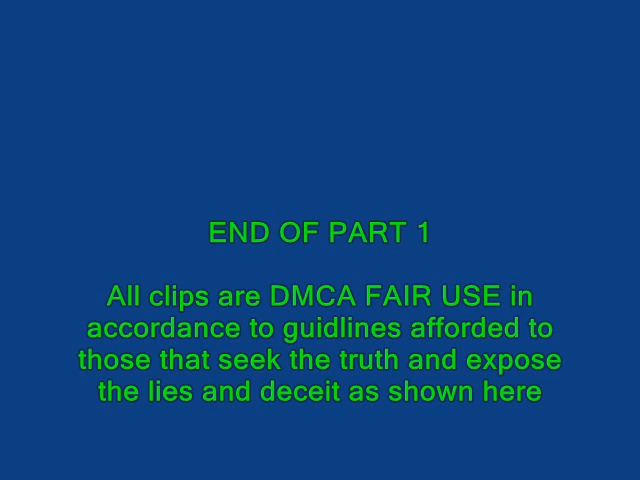 END OF PART 1
All clips are DMCA FAIR USE in
accordance to guidlines afforded to
those that seek the truth and expose
the lies and deceit as shown here